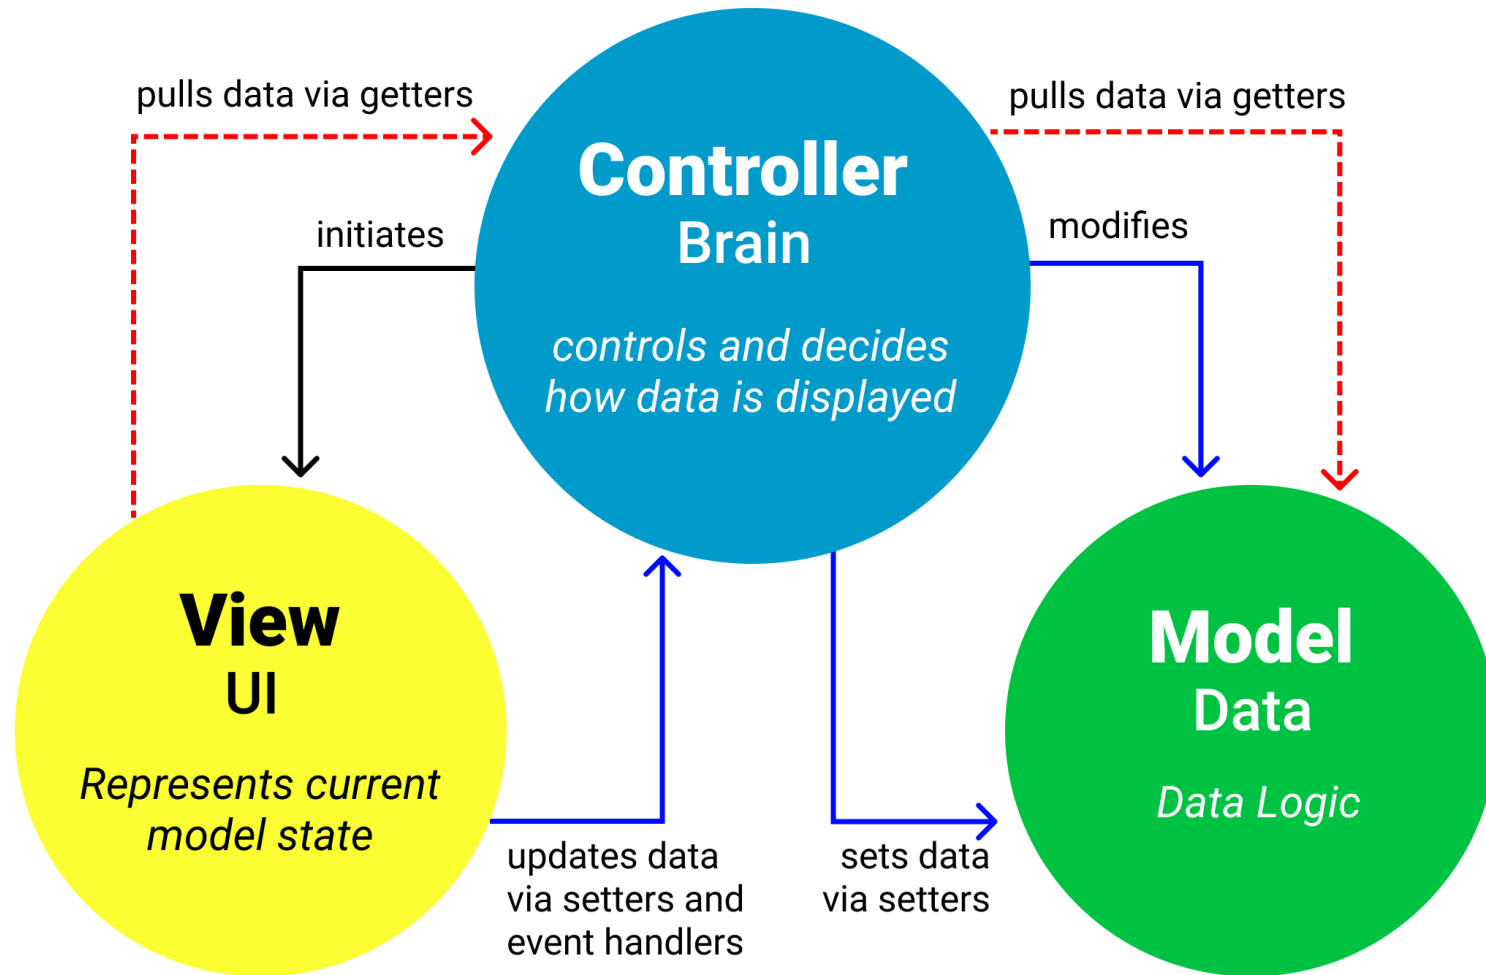 pulls data via getters
pulls data via getters
Controller
Brain
initiates
modifies
controls and decides
how data is displayed
View
UI
Represents current
model state
Model
Data
Data Logic
updates data
via setters and
event handlers
sets data
via setters